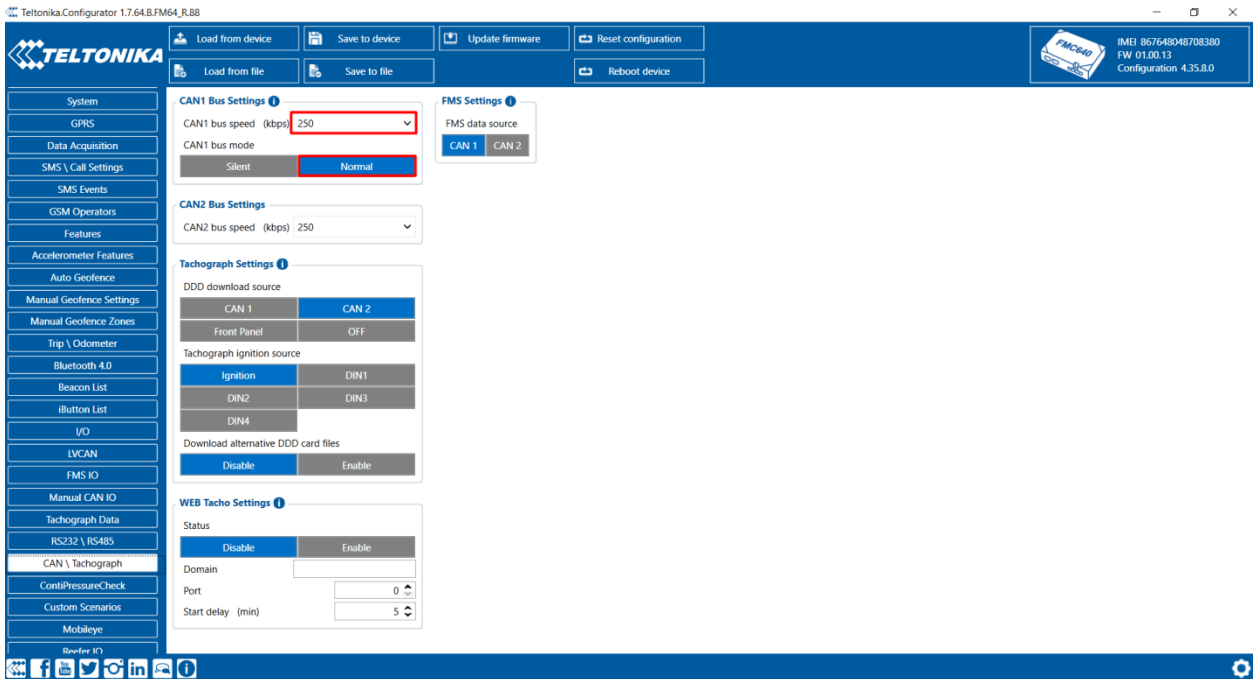 Teltonika.Configurator 1.7.64.B.FM64_R.88
TELTONIKA
Load from device
Save to device
Update firmware
Reset configuration
Load from file
Save to file
Reboot device
FMC640
IMEI 867648048708380
FW 01.00.13
Configuration 4.35.8.0
System
GPRS
Data Acquisition
SMS \ Call Settings
SMS Events
GSM Operators
Features
Accelerometer Features
Auto Geofence
Manual Geofence Settings
Manual Geofence Zones
Trip \ Odometer
Bluetooth 4.0
Beacon List
iButton List
I/O
LVCAN
FMS IO
Manual CAN IO
Tachograph Data
RS232 \ RS485
CAN \ Tachograph
ContiPressureCheck
Custom Scenarios
Mobileye
Reefer IO
CAN1 Bus Settings
CAN1 bus speed (kbps) 250
CAN1 bus mode
Silent Normal
CAN2 Bus Settings
CAN2 bus speed (kbps) 250
Tachograph Settings
DDD download source
CAN 1 CAN 2
Front Panel OFF
Tachograph ignition source
Ignition DIN1
DIN2 DIN3
DIN4
Download alternative DDD card files
Disable Enable
WEB Tacho Settings
Status
Disable Enable
Domain
Port 0
Start delay (min) 5
FMS Settings
FMS data source
CAN 1 CAN 2